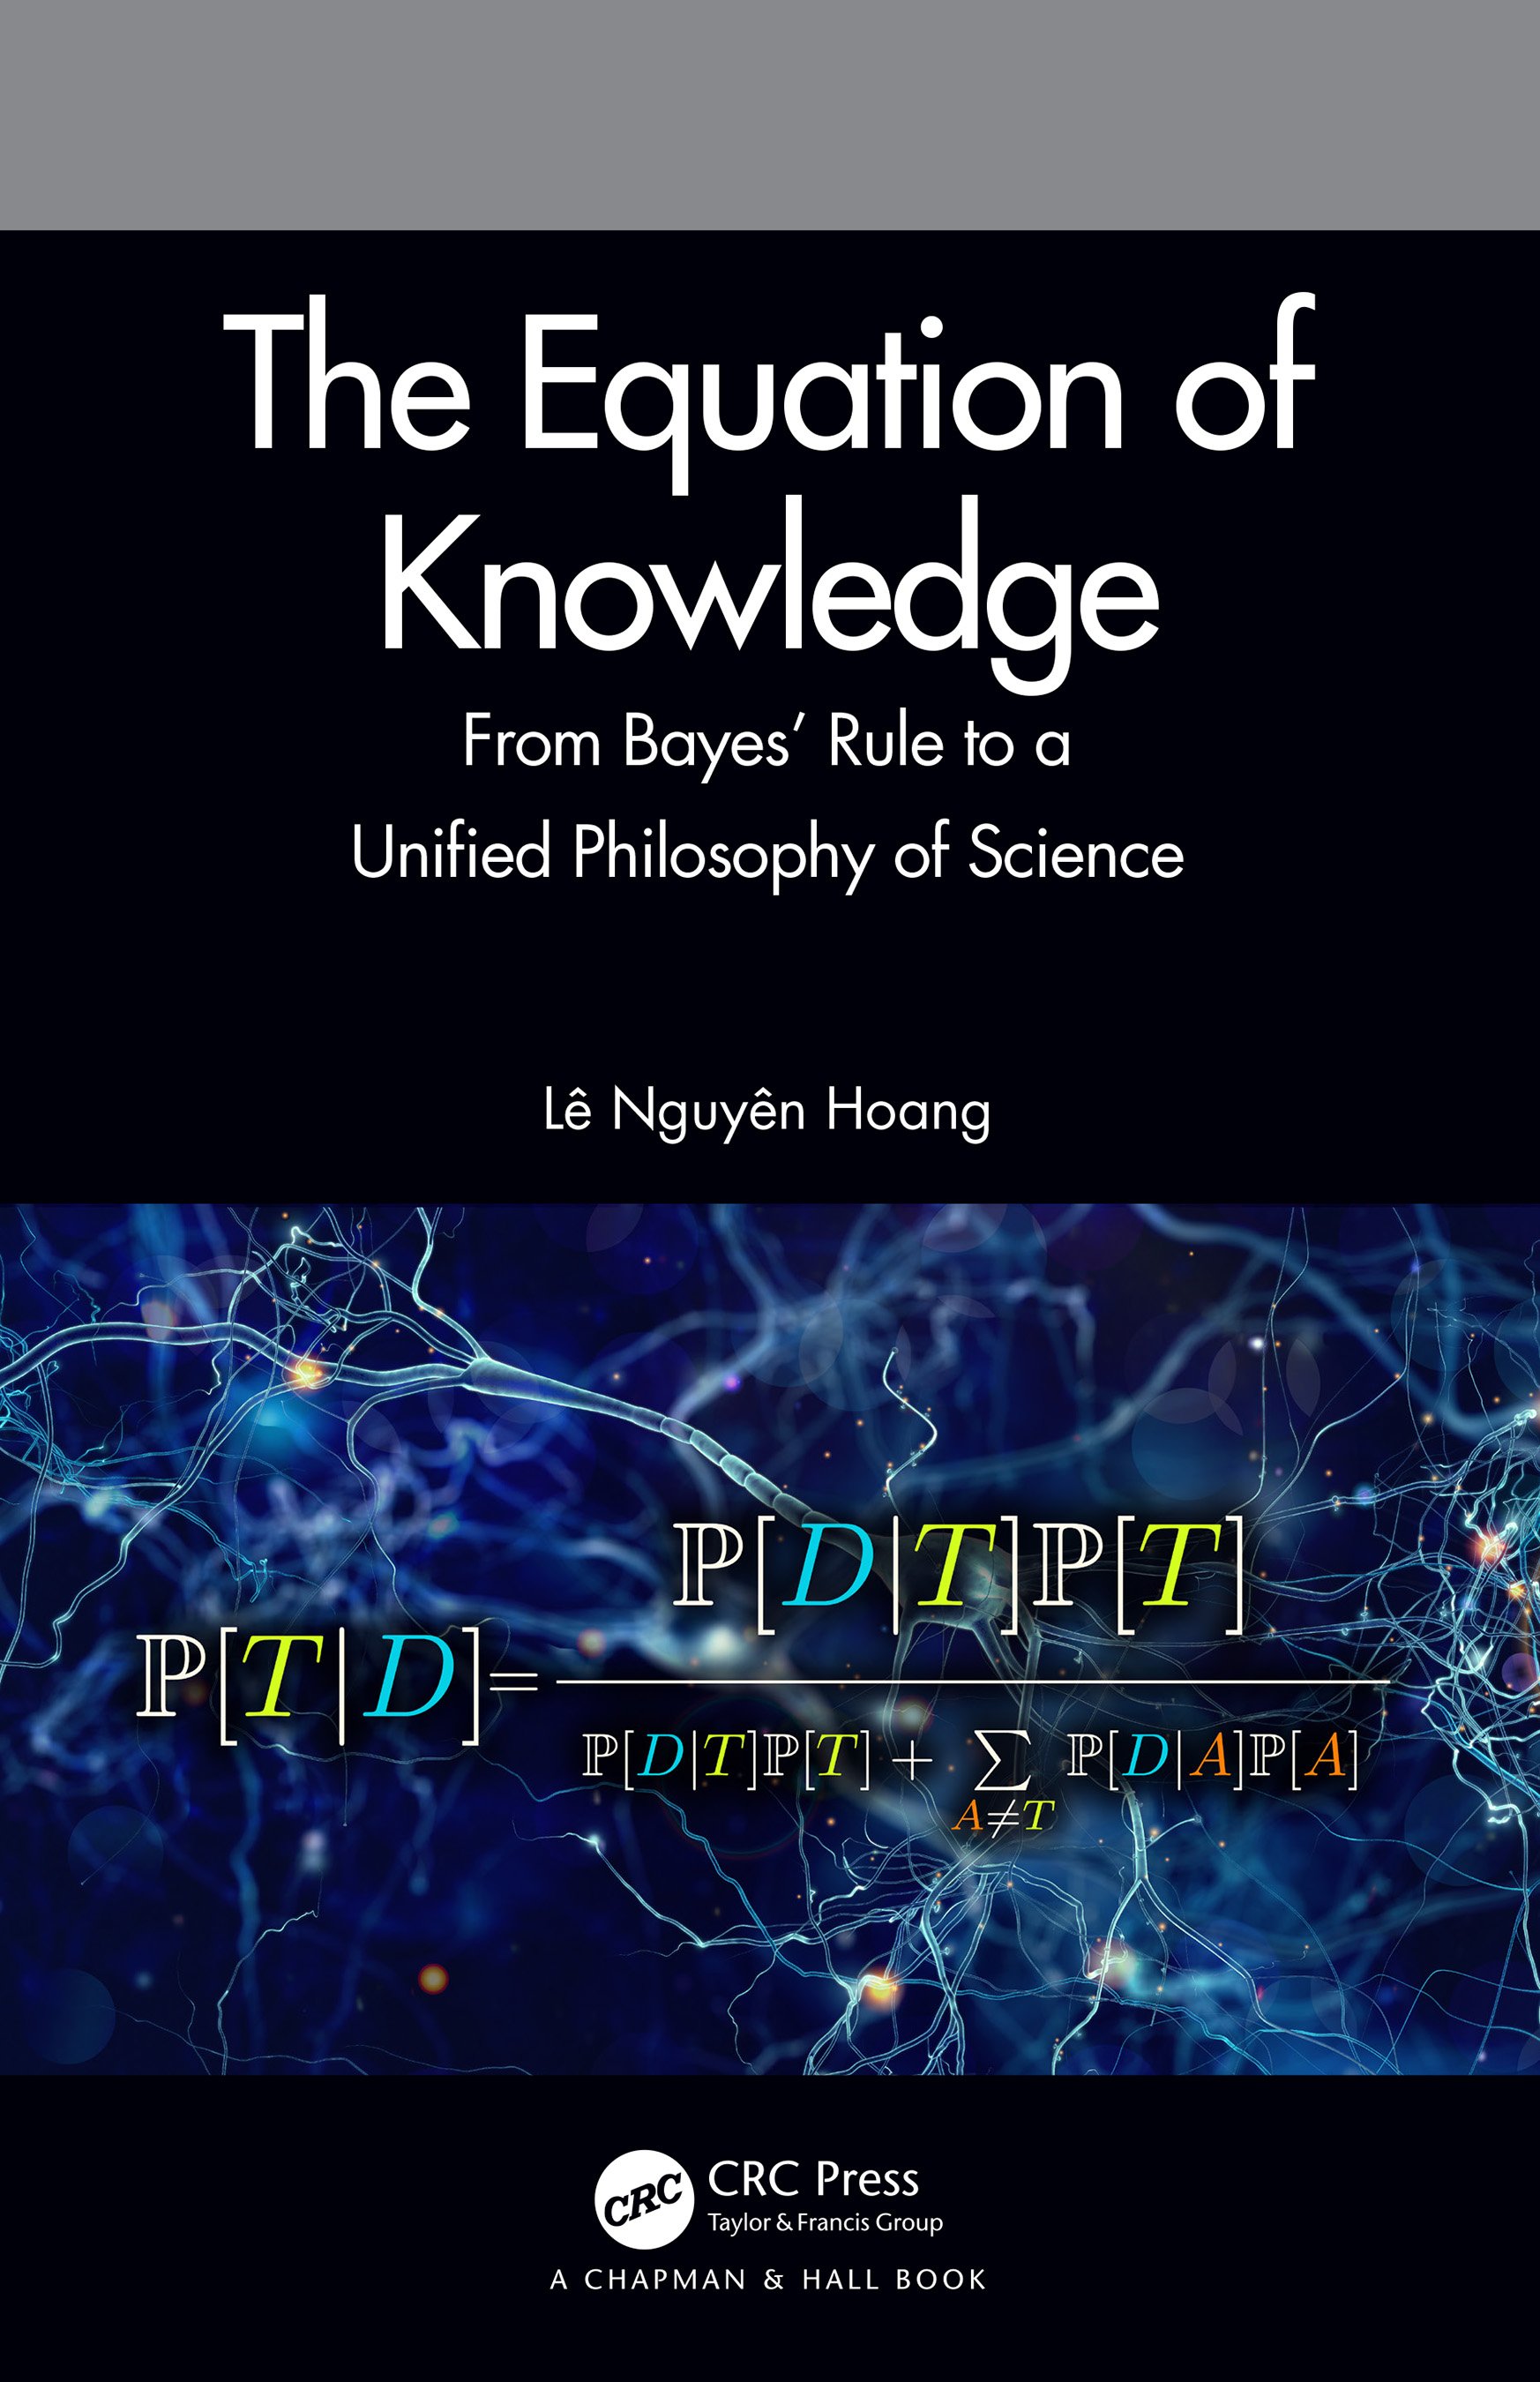 The Equation of
Knowledge
From Bayes’ Rule to a
Unified Philosophy of Science
Lê Nguyên Hoang
ℙ[D|T]ℙ[T]
ℙ[T|D]=
ℙ[D|T]ℙ[T] + ∑ ℙ[D|A]ℙ[A]
A≠T
CRC CRC Press
Taylor & Francis Group
A CHAPMAN & HALL BOOK